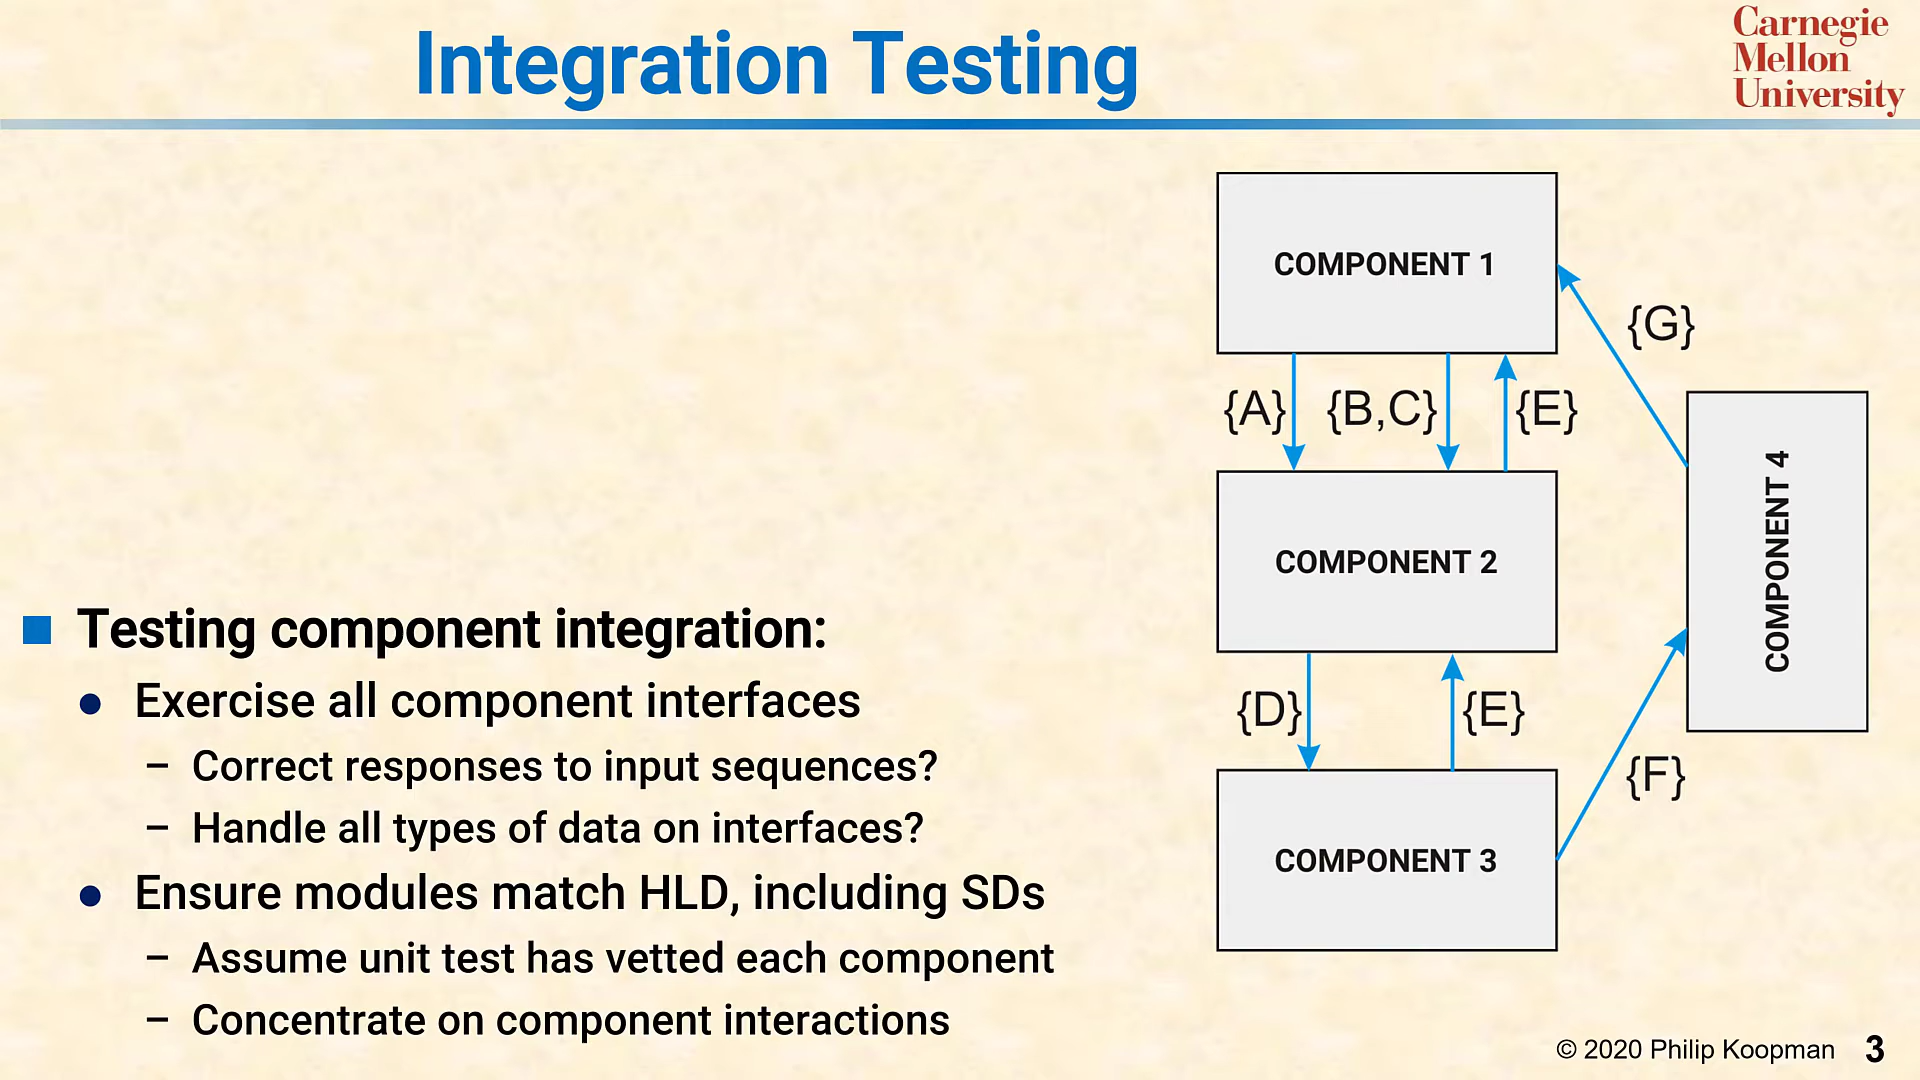 Integration Testing
Carnegie
Mellon
University
COMPONENT 1
{G}
{A} {B,C} {E}
COMPONENT 2
COMPONENT 4
■ Testing component integration:
● Exercise all component interfaces
– Correct responses to input sequences?
– Handle all types of data on interfaces?
● Ensure modules match HLD, including SDs
– Assume unit test has vetted each component
– Concentrate on component interactions
{D} {E}
{F}
COMPONENT 3
© 2020 Philip Koopman 3